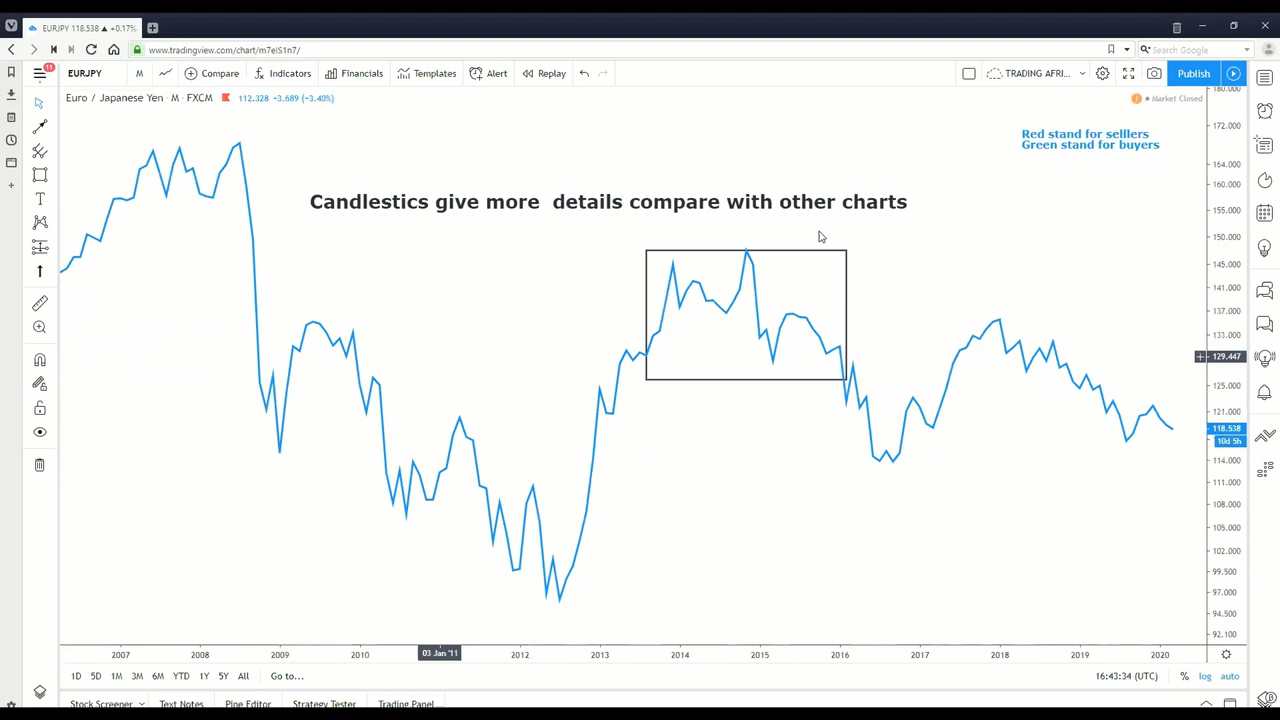 EURJPY 118.538 ▲ +0.17%
www.tradingview.com/chart/m7eIS1n7/
Search Google
11
EURJPY M Compare Indicators Financials Templates Alert Replay TRADING AFRI... Publish
Euro / Japanese Yen · M · FXCM 112.328 +3.689 (+3.40%)
Market Closed
180.000
172.000
Red stand for selllers
Green stand for buyers
164.000
160.000
Candlestics give more details compare with other charts
155.000
150.000
145.000
141.000
137.000
133.000
129.447
125.000
121.000
118.538
10d 5h
114.000
111.000
108.000
105.000
102.000
99.500
97.000
94.500
92.100
2007 2008 2009 2010 03 Jan '11 2012 2013 2014 2015 2016 2017 2018 2019 2020
1D 5D 1M 3M 6M YTD 1Y 5Y All Go to... 16:43:34 (UTC) % log auto
Stock Screener Text Notes Pine Editor Strategy Tester Trading Panel